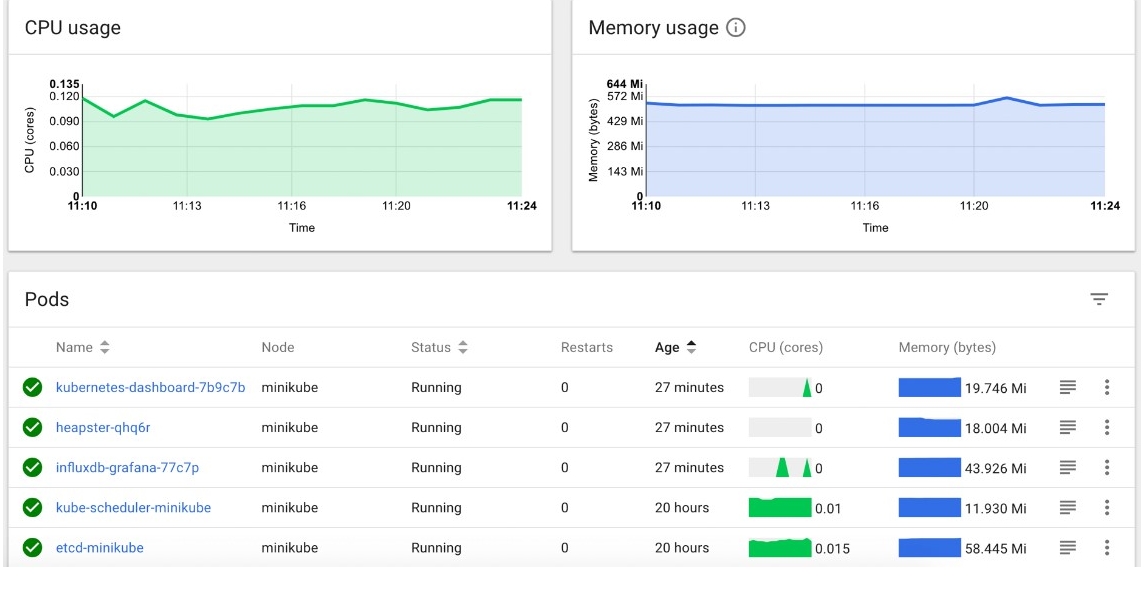 CPU usage
0.135
0.120
0.090
0.060
0.030
0
CPU (cores)
11:10 11:13 11:16 11:20 11:24
Time
Memory usage
644 Mi
572 Mi
429 Mi
286 Mi
143 Mi
0
Memory (bytes)
11:10 11:13 11:16 11:20 11:24
Time
Pods
Name Node Status Restarts Age CPU (cores) Memory (bytes)
kubernetes-dashboard-7b9c7b minikube Running 0 27 minutes 0 19.746 Mi
heapster-qhq6r minikube Running 0 27 minutes 0 18.004 Mi
influxdb-grafana-77c7p minikube Running 0 27 minutes 0 43.926 Mi
kube-scheduler-minikube minikube Running 0 20 hours 0.01 11.930 Mi
etcd-minikube minikube Running 0 20 hours 0.015 58.445 Mi